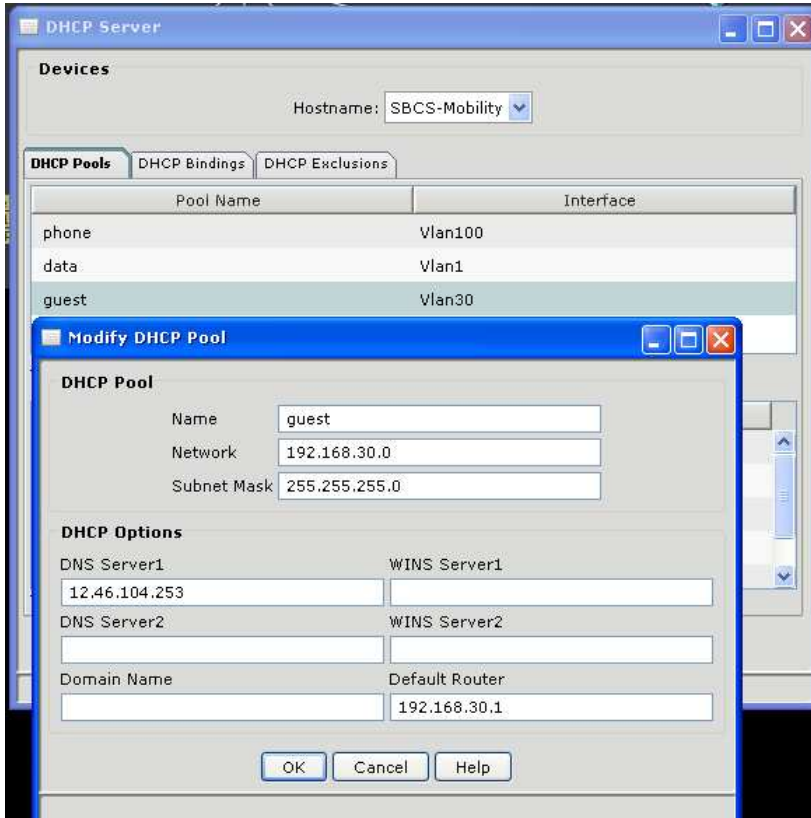 DHCP Server
Devices
Hostname: SBCS-Mobility
DHCP Pools DHCP Bindings DHCP Exclusions
Pool Name Interface
phone Vlan100
data Vlan1
guest Vlan30
Modify DHCP Pool
DHCP Pool
Name guest
Network 192.168.30.0
Subnet Mask 255.255.255.0
DHCP Options
DNS Server1 WINS Server1
12.46.104.253
DNS Server2 WINS Server2
Domain Name Default Router
192.168.30.1
OK Cancel Help